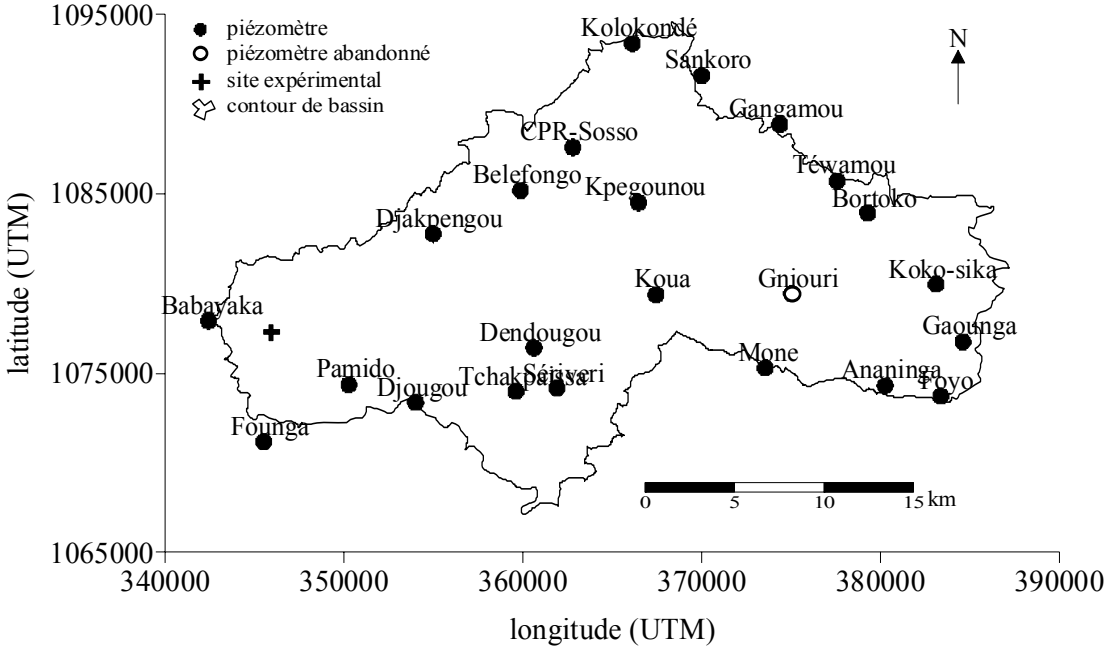 1095000
piézomètre
piézomètre abandonné
site expérimental
contour de bassin
Kolokondé
N
Sankoro
Gangamou
CPR-Sosso
Téwamou
Belefongo
Kpegounou
1085000
Bortoko
Djakpengou
latitude (UTM)
Koko-sika
Koua
Gniouri
Babayaka
Gaounga
Dendougou
Mone
1075000
Pamido
Djougou
Tchakpaissa
Sériveri
Ananinga
Foyo
Founga
0 5 10 15 km
1065000
340000 350000 360000 370000 380000 390000
longitude (UTM)